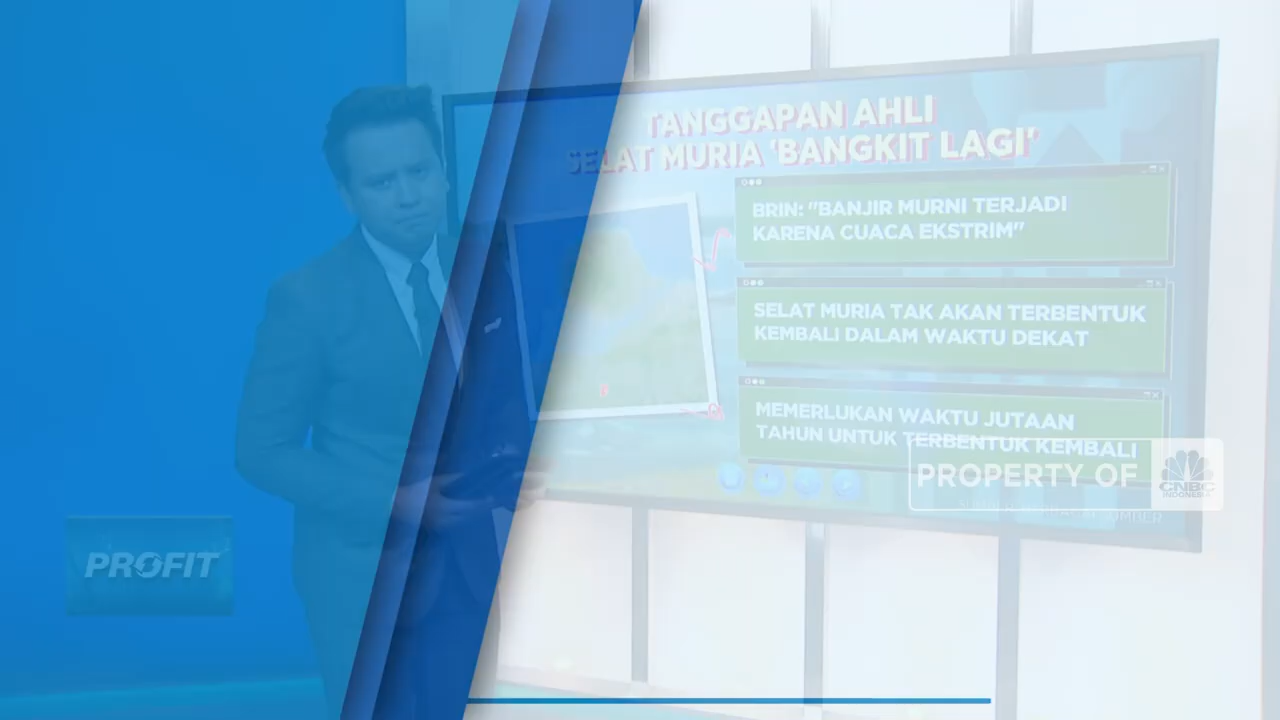 TANGGAPAN AHLI
SELAT MURIA 'BANGKIT LAGI'
BRIN: "BANJIR MURNI TERJADI
KARENA CUACA EKSTRIM"
SELAT MURIA TAK AKAN TERBENTUK
KEMBALI DALAM WAKTU DEKAT
MEMERLUKAN WAKTU JUTAAN
TAHUN UNTUK TERBENTUK KEMBALI
PROPERTY OF
CNBC
INDONESIA
SUMBER
PROFIT